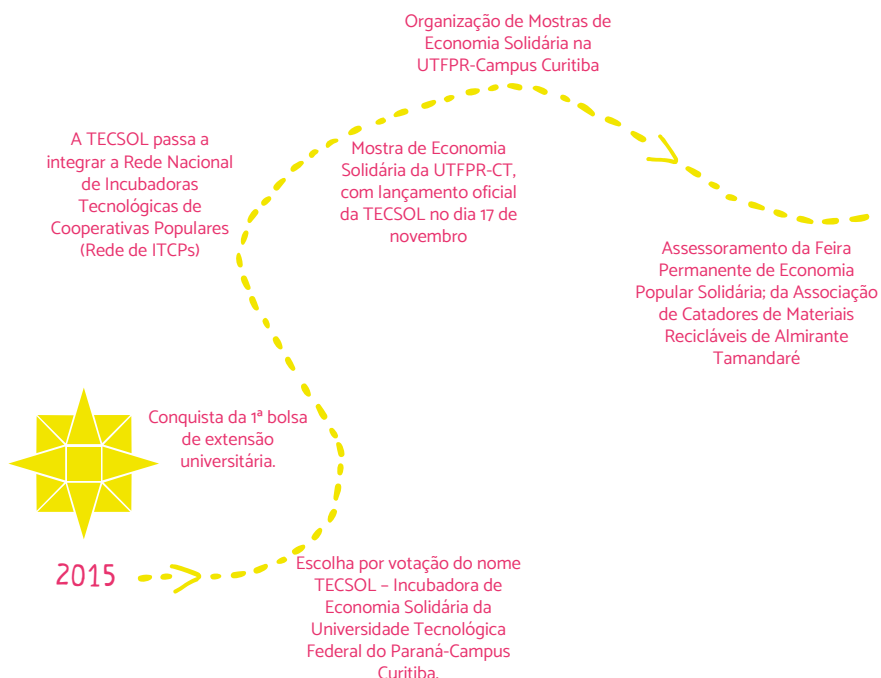 Organização de Mostras de
Economia Solidária na
UTFPR-Campus Curitiba
A TECSOL passa a
integrar a Rede Nacional
de Incubadoras
Tecnológicas de
Cooperativas Populares
(Rede de ITCPs)
Mostra de Economia
Solidária da UTFPR-CT,
com lançamento oficial
da TECSOL no dia 17 de
novembro
Assessoramento da Feira
Permanente de Economia
Popular Solidária; da Associação
de Catadores de Materiais
Recicláveis de Almirante
Tamandaré
Conquista da 1ª bolsa
de extensão
universitária.
2015
Escolha por votação do nome
TECSOL – Incubadora de
Economia Solidária da
Universidade Tecnológica
Federal do Paraná-Campus
Curitiba.